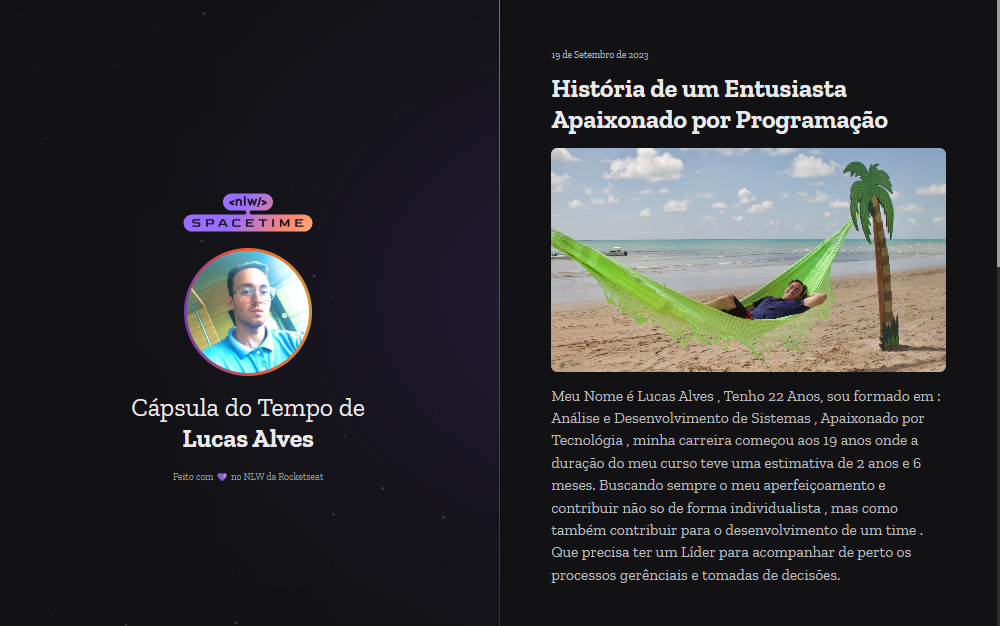 <nlw/>
SPACETIME
Cápsula do Tempo de
Lucas Alves
Feito com 💜 no NLW da Rocketseat
19 de Setembro de 2023
História de um Entusiasta
Apaixonado por Programação
Meu Nome é Lucas Alves , Tenho 22 Anos, sou formado em :
Análise e Desenvolvimento de Sistemas , Apaixonado por
Tecnológia , minha carreira começou aos 19 anos onde a
duração do meu curso teve uma estimativa de 2 anos e 6
meses. Buscando sempre o meu aperfeiçoamento e
contribuir não so de forma individualista , mas como
também contribuir para o desenvolvimento de um time .
Que precisa ter um Líder para acompanhar de perto os
processos gerênciais e tomadas de decisões.